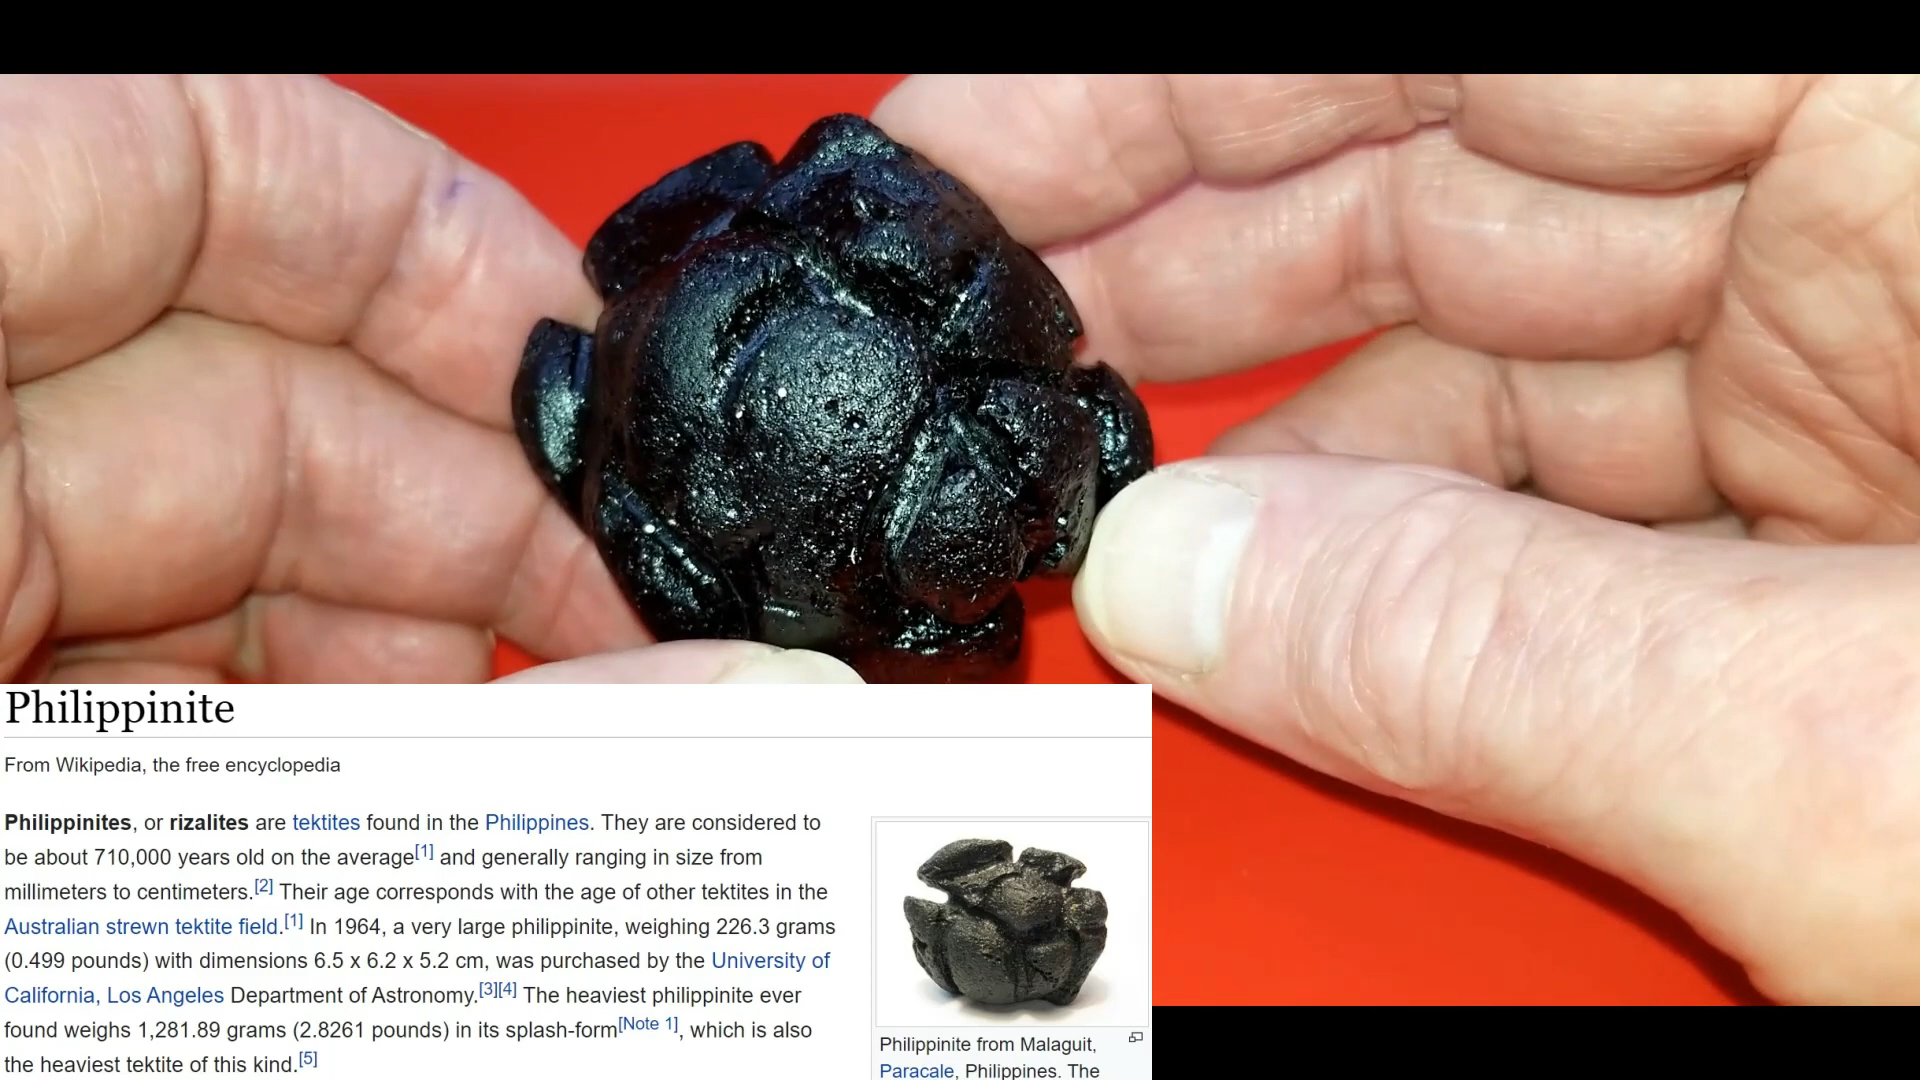 Philippinite
From Wikipedia, the free encyclopedia
Philippinites, or rizalites are tektites found in the Philippines. They are considered to
be about 710,000 years old on the average[1] and generally ranging in size from
millimeters to centimeters.[2] Their age corresponds with the age of other tektites in the
Australian strewn tektite field.[1] In 1964, a very large philippinite, weighing 226.3 grams
(0.499 pounds) with dimensions 6.5 x 6.2 x 5.2 cm, was purchased by the University of
California, Los Angeles Department of Astronomy.[3][4] The heaviest philippinite ever
found weighs 1,281.89 grams (2.8261 pounds) in its splash-form[Note 1], which is also
the heaviest tektite of this kind.[5]
Philippinite from Malaguit,
Paracale, Philippines. The